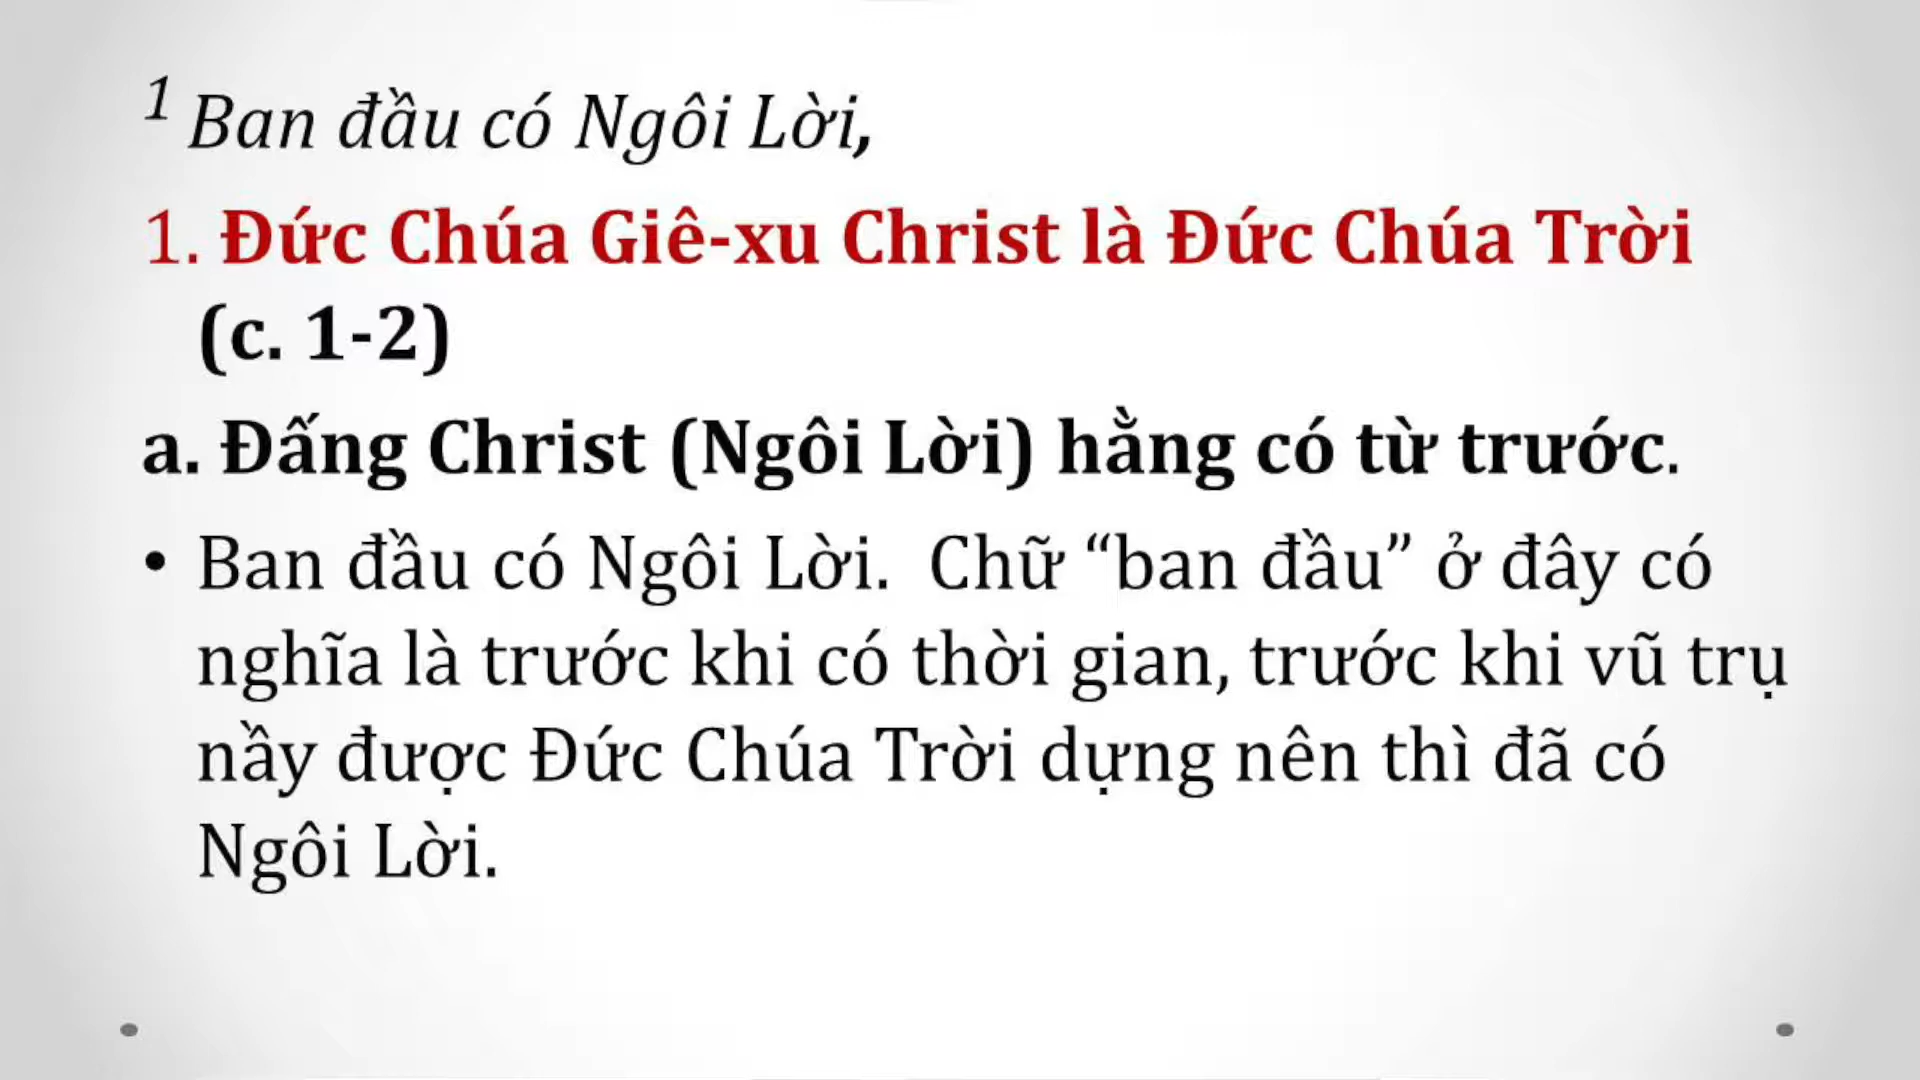 1 Ban đầu có Ngôi Lời,
1. Đức Chúa Giê-xu Christ là Đức Chúa Trời
(c. 1-2)
a. Đấng Christ (Ngôi Lời) hằng có từ trước.
• Ban đầu có Ngôi Lời.  Chữ “ban đầu” ở đây có
nghĩa là trước khi có thời gian, trước khi vũ trụ
nầy được Đức Chúa Trời dựng nên thì đã có
Ngôi Lời.